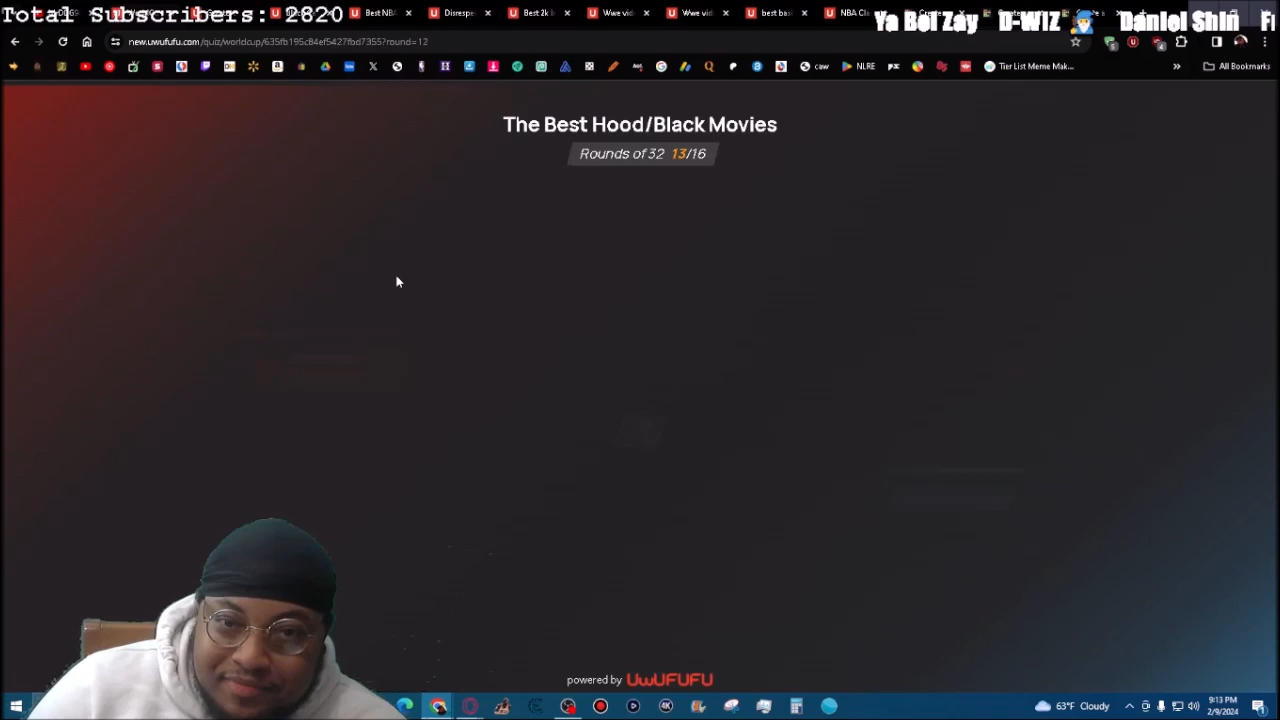 Total Subscribers: 2820
Ya Boi Zay D-WIZ Daniel Shin
Best NBA
Disrespe
Best 2k
Wwe vid
Wwe vid
best bas
NBA Cla
new.uwufufu.com/quiz/worldcup/635fb195c84ef5427fbd7355?round=12
caw
NLRE
Tier List Meme Mak...
All Bookmarks
The Best Hood/Black Movies
Rounds of 32 13/16
powered by UWUFUFU
63°F Cloudy
9:13 PM
2/9/2024